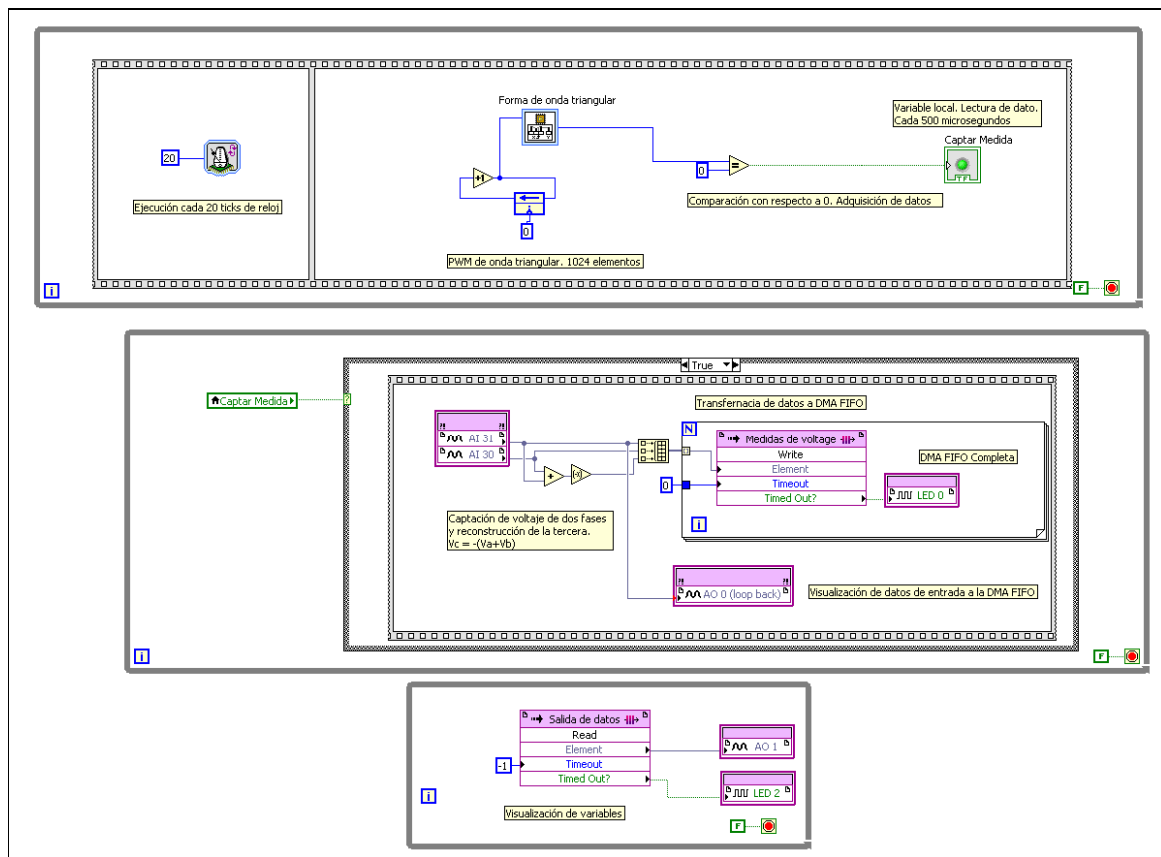 Forma de onda triangular
Variable local. Lectura de dato.
Cada 500 microsegundos
Captar Medida
20
+1
0
=
TF
0
Ejecución cada 20 ticks de reloj
Comparación con respecto a 0. Adquisición de datos
PWM de onda triangular. 1024 elementos
i
F
True
Captar Medida
?
Transfernacia de datos a DMA FIFO
AI 31
AI 30
N
Medidas de voltage
Write
Element
Timeout
Timed Out?
0
DMA FIFO Completa
LED 0
+
Captación de voltaje de dos fases
y reconstrucción de la tercera.
Vc = -(Va+Vb)
i
AO 0 (loop back)
Visualización de datos de entrada a la DMA FIFO
i
F
Salida de datos
Read
Element
Timeout
Timed Out?
-1
AO 1
LED 2
i
Visualización de variables
F